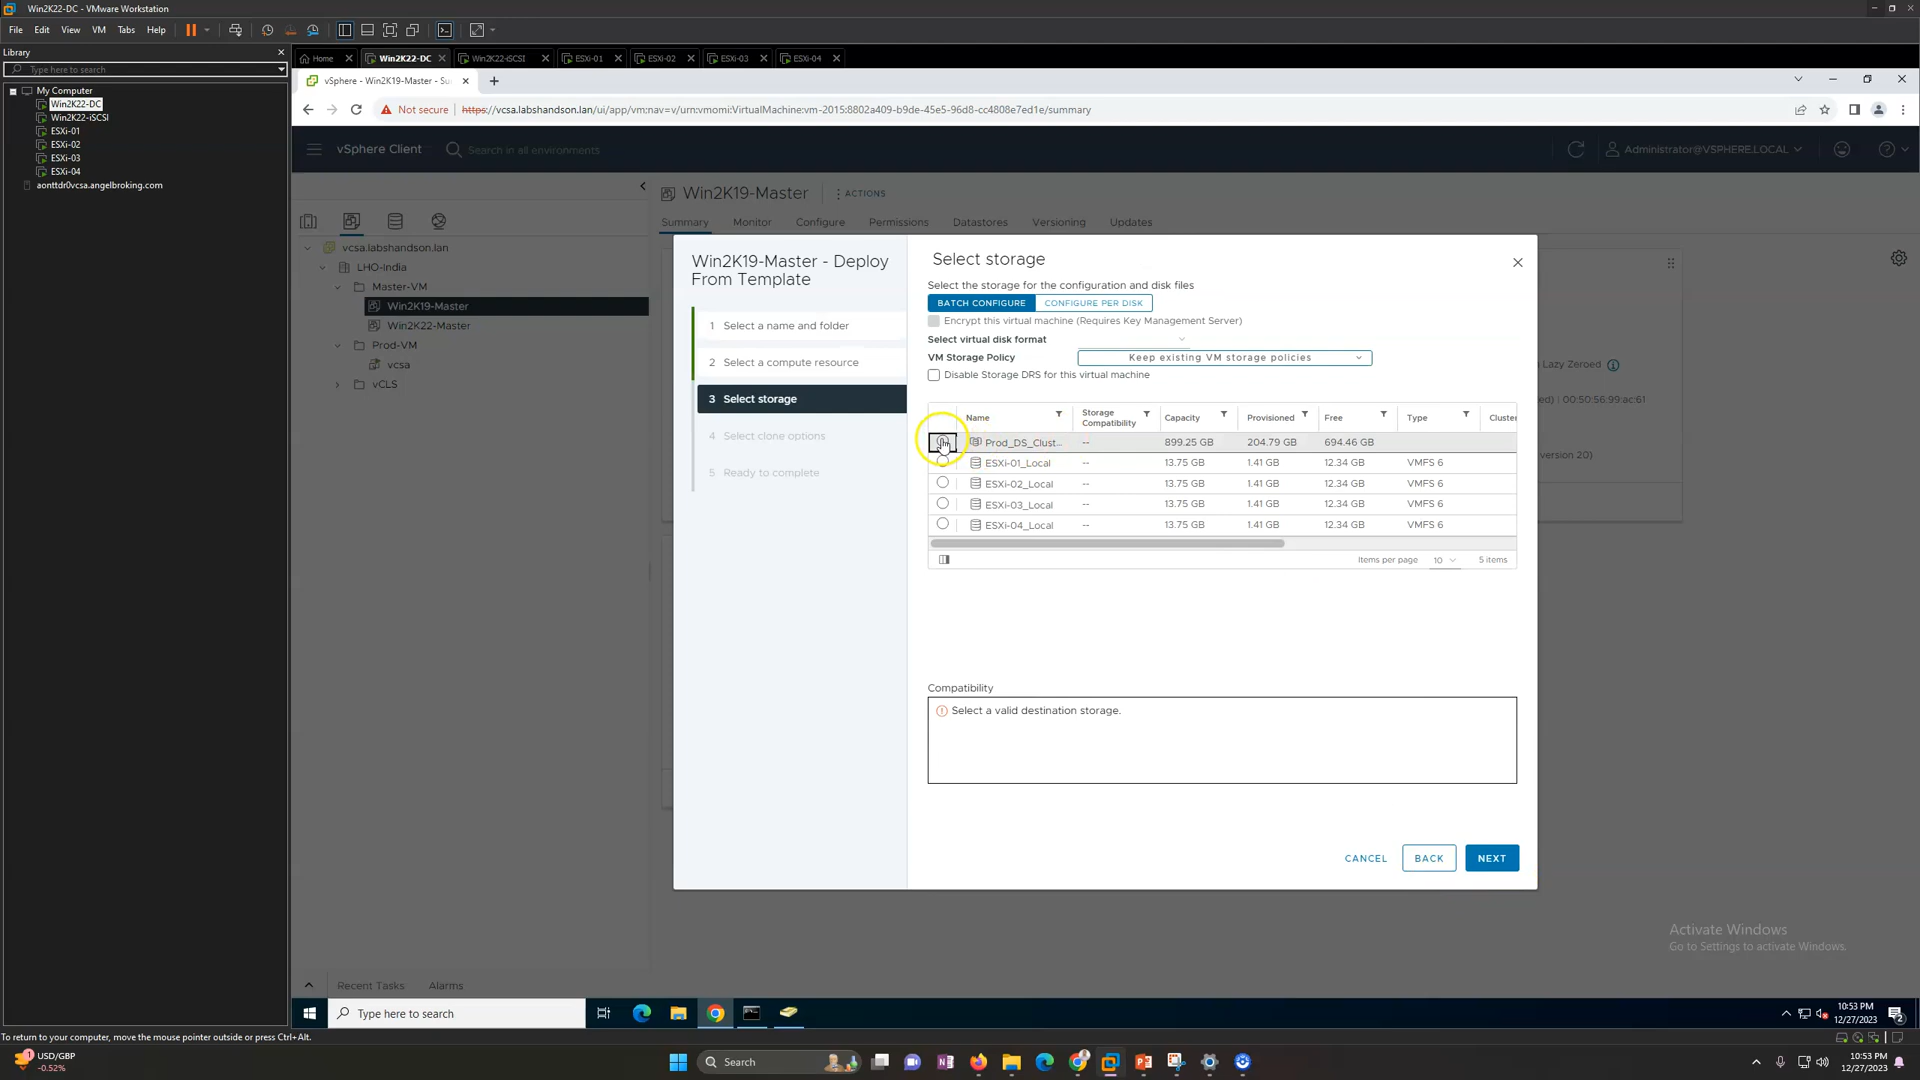 Win2K22-DC - VMware Workstation
File Edit View VM Tabs Help
Library
Type here to search
My Computer
Win2K22-DC
Win2K22-iSCSI
ESXi-01
ESXi-02
ESXi-03
ESXi-04
aonttdr0vcsa.angelbroking.com
Home Win2K22-DC Win2K22-iSCSI ESXi-01 ESXi-02 ESXi-03 ESXi-04
vSphere - Win2K19-Master - Su
Not secure https://vcsa.labshandson.lan/ui/app/vm;nav=v/urn:vmomi:VirtualMachine:vm-2015:8802a409-b9de-45e5-96d8-cc4808e7ed1e/summary
vSphere Client Search in all environments Administrator@VSPHERE.LOCAL
Win2K19-Master ACTIONS
Summary Monitor Configure Permissions Datastores Versioning Updates
vcsa.labshandson.lan
LHO-India
Master-VM
Win2K19-Master
Win2K22-Master
Prod-VM
vcsa
vCLS
Win2K19-Master - Deploy
From Template
1 Select a name and folder
2 Select a compute resource
3 Select storage
4 Select clone options
5 Ready to complete
Select storage
Select the storage for the configuration and disk files
BATCH CONFIGURE CONFIGURE PER DISK
Encrypt this virtual machine (Requires Key Management Server)
Select virtual disk format
VM Storage Policy Keep existing VM storage policies
Disable Storage DRS for this virtual machine
Name Storage Compatibility Capacity Provisioned Free Type Cluster
Prod_DS_Clust... -- 899.25 GB 204.79 GB 694.46 GB
ESXi-01_Local -- 13.75 GB 1.41 GB 12.34 GB VMFS 6
ESXi-02_Local -- 13.75 GB 1.41 GB 12.34 GB VMFS 6
ESXi-03_Local -- 13.75 GB 1.41 GB 12.34 GB VMFS 6
ESXi-04_Local -- 13.75 GB 1.41 GB 12.34 GB VMFS 6
Items per page 10 5 items
Compatibility
Select a valid destination storage.
CANCEL BACK NEXT
Lazy Zeroed
) | 00:50:56:99:ac:61
version 20)
Activate Windows
Go to Settings to activate Windows.
Recent Tasks Alarms
Type here to search
10:53 PM
12/27/2023
2
To return to your computer, move the mouse pointer outside or press Ctrl+Alt.
1
USD/GBP
-0.52%
Search
10:53 PM
12/27/2023